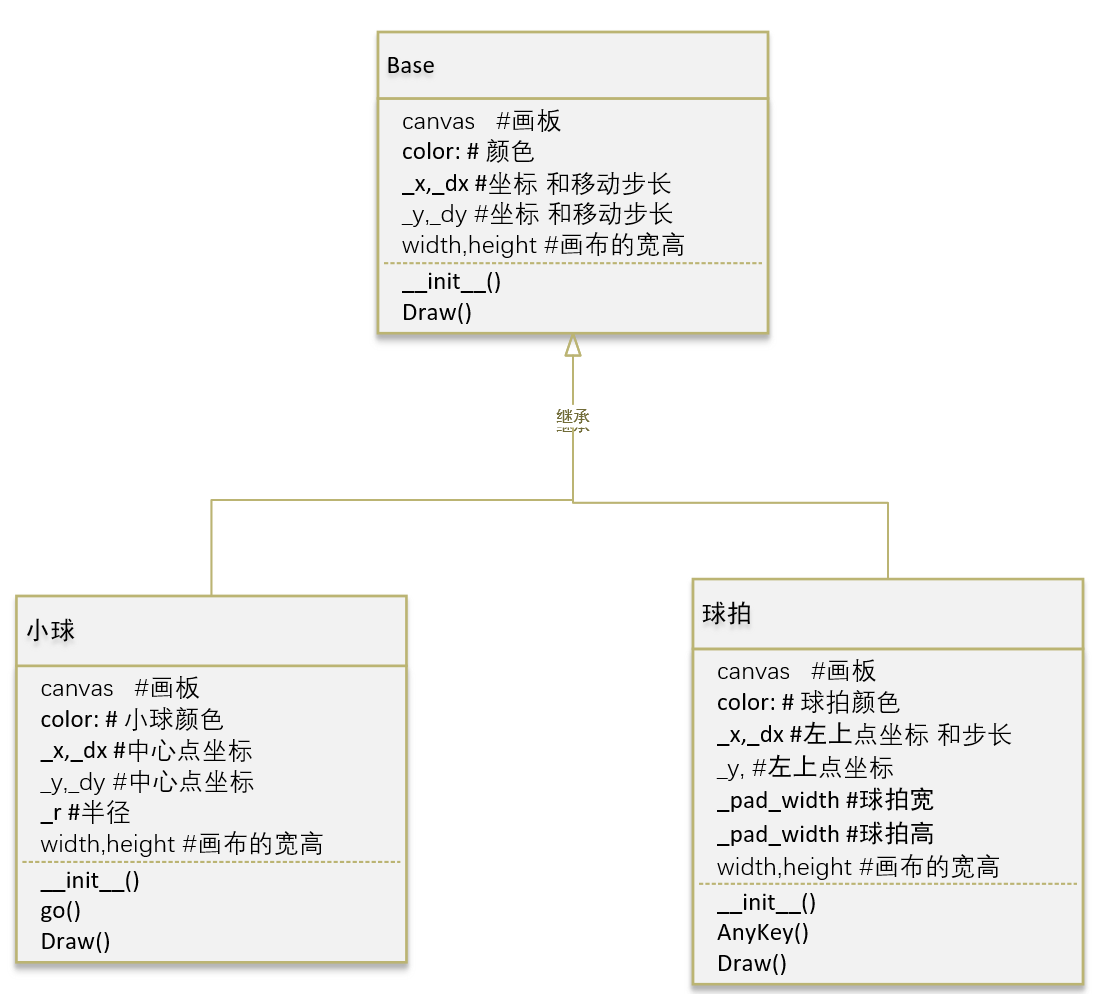 Base
canvas   #画板
color: # 颜色
_x,_dx #坐标 和移动步长
_y,_dy #坐标 和移动步长
width,height #画布的宽高
__init__()
Draw()
继承
继承
小球
canvas   #画板
color: # 小球颜色
_x,_dx #中心点坐标
_y,_dy #中心点坐标
_r #半径
width,height #画布的宽高
__init__()
go()
Draw()
球拍
canvas   #画板
color: # 球拍颜色
_x,_dx #左上点坐标 和步长
_y, #左上点坐标
_pad_width #球拍宽
_pad_width #球拍高
width,height #画布的宽高
__init__()
AnyKey()
Draw()